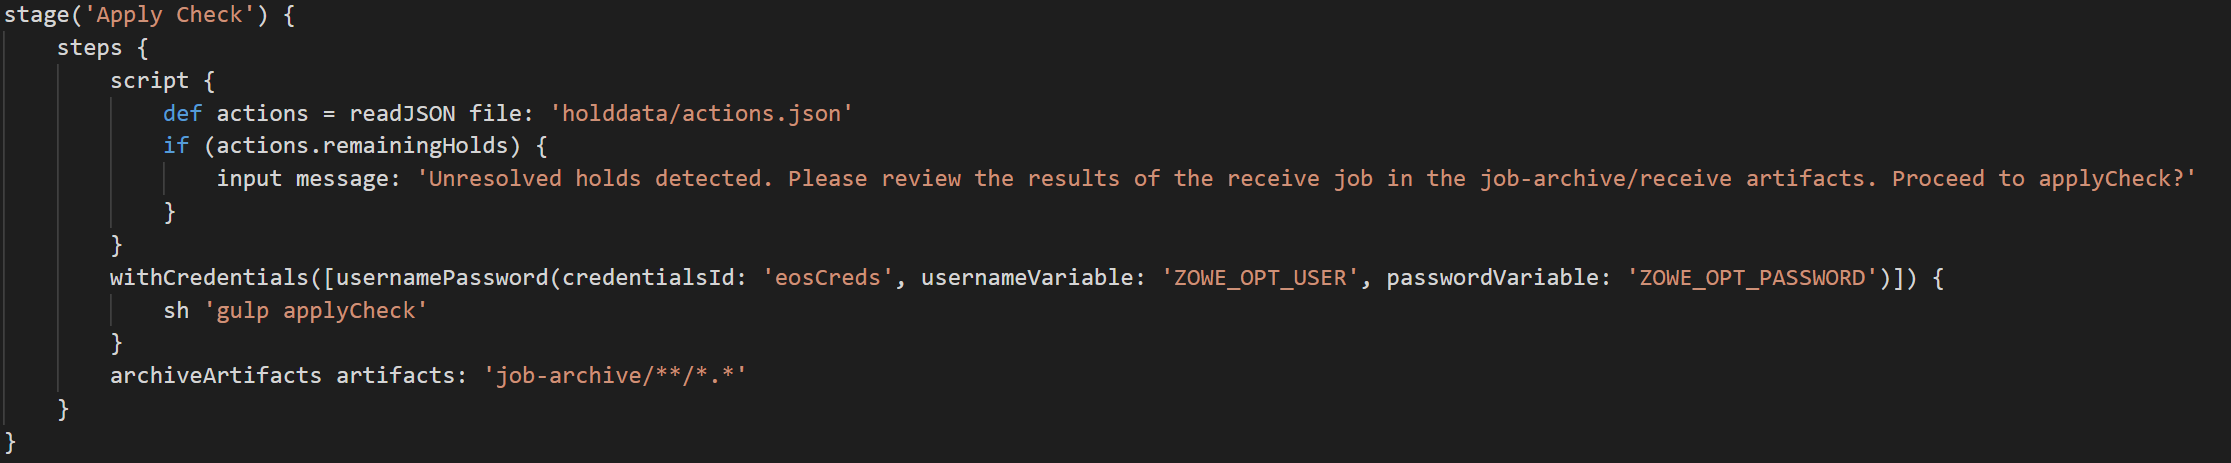 stage('Apply Check') {
    steps {
        script {
            def actions = readJSON file: 'holddata/actions.json'
            if (actions.remainingHolds) {
                input message: 'Unresolved holds detected. Please review the results of the receive job in the job-archive/receive artifacts. Proceed to applyCheck?'
            }
        }
        withCredentials([usernamePassword(credentialsId: 'eosCreds', usernameVariable: 'ZOWE_OPT_USER', passwordVariable: 'ZOWE_OPT_PASSWORD')]) {
            sh 'gulp applyCheck'
        }
        archiveArtifacts artifacts: 'job-archive/**/*.*'
    }
}